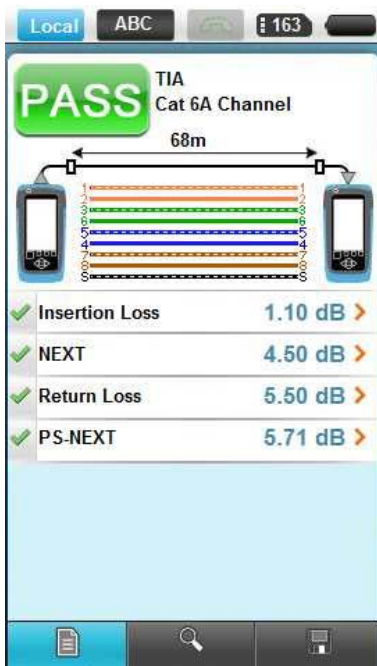 Local ABC 163
PASS
TIA
Cat 6A Channel
68m
1 1
2 2
3 3
6 6
5 5
4 4
7 7
8 8
S S
Insertion Loss 1.10 dB
NEXT 4.50 dB
Return Loss 5.50 dB
PS-NEXT 5.71 dB